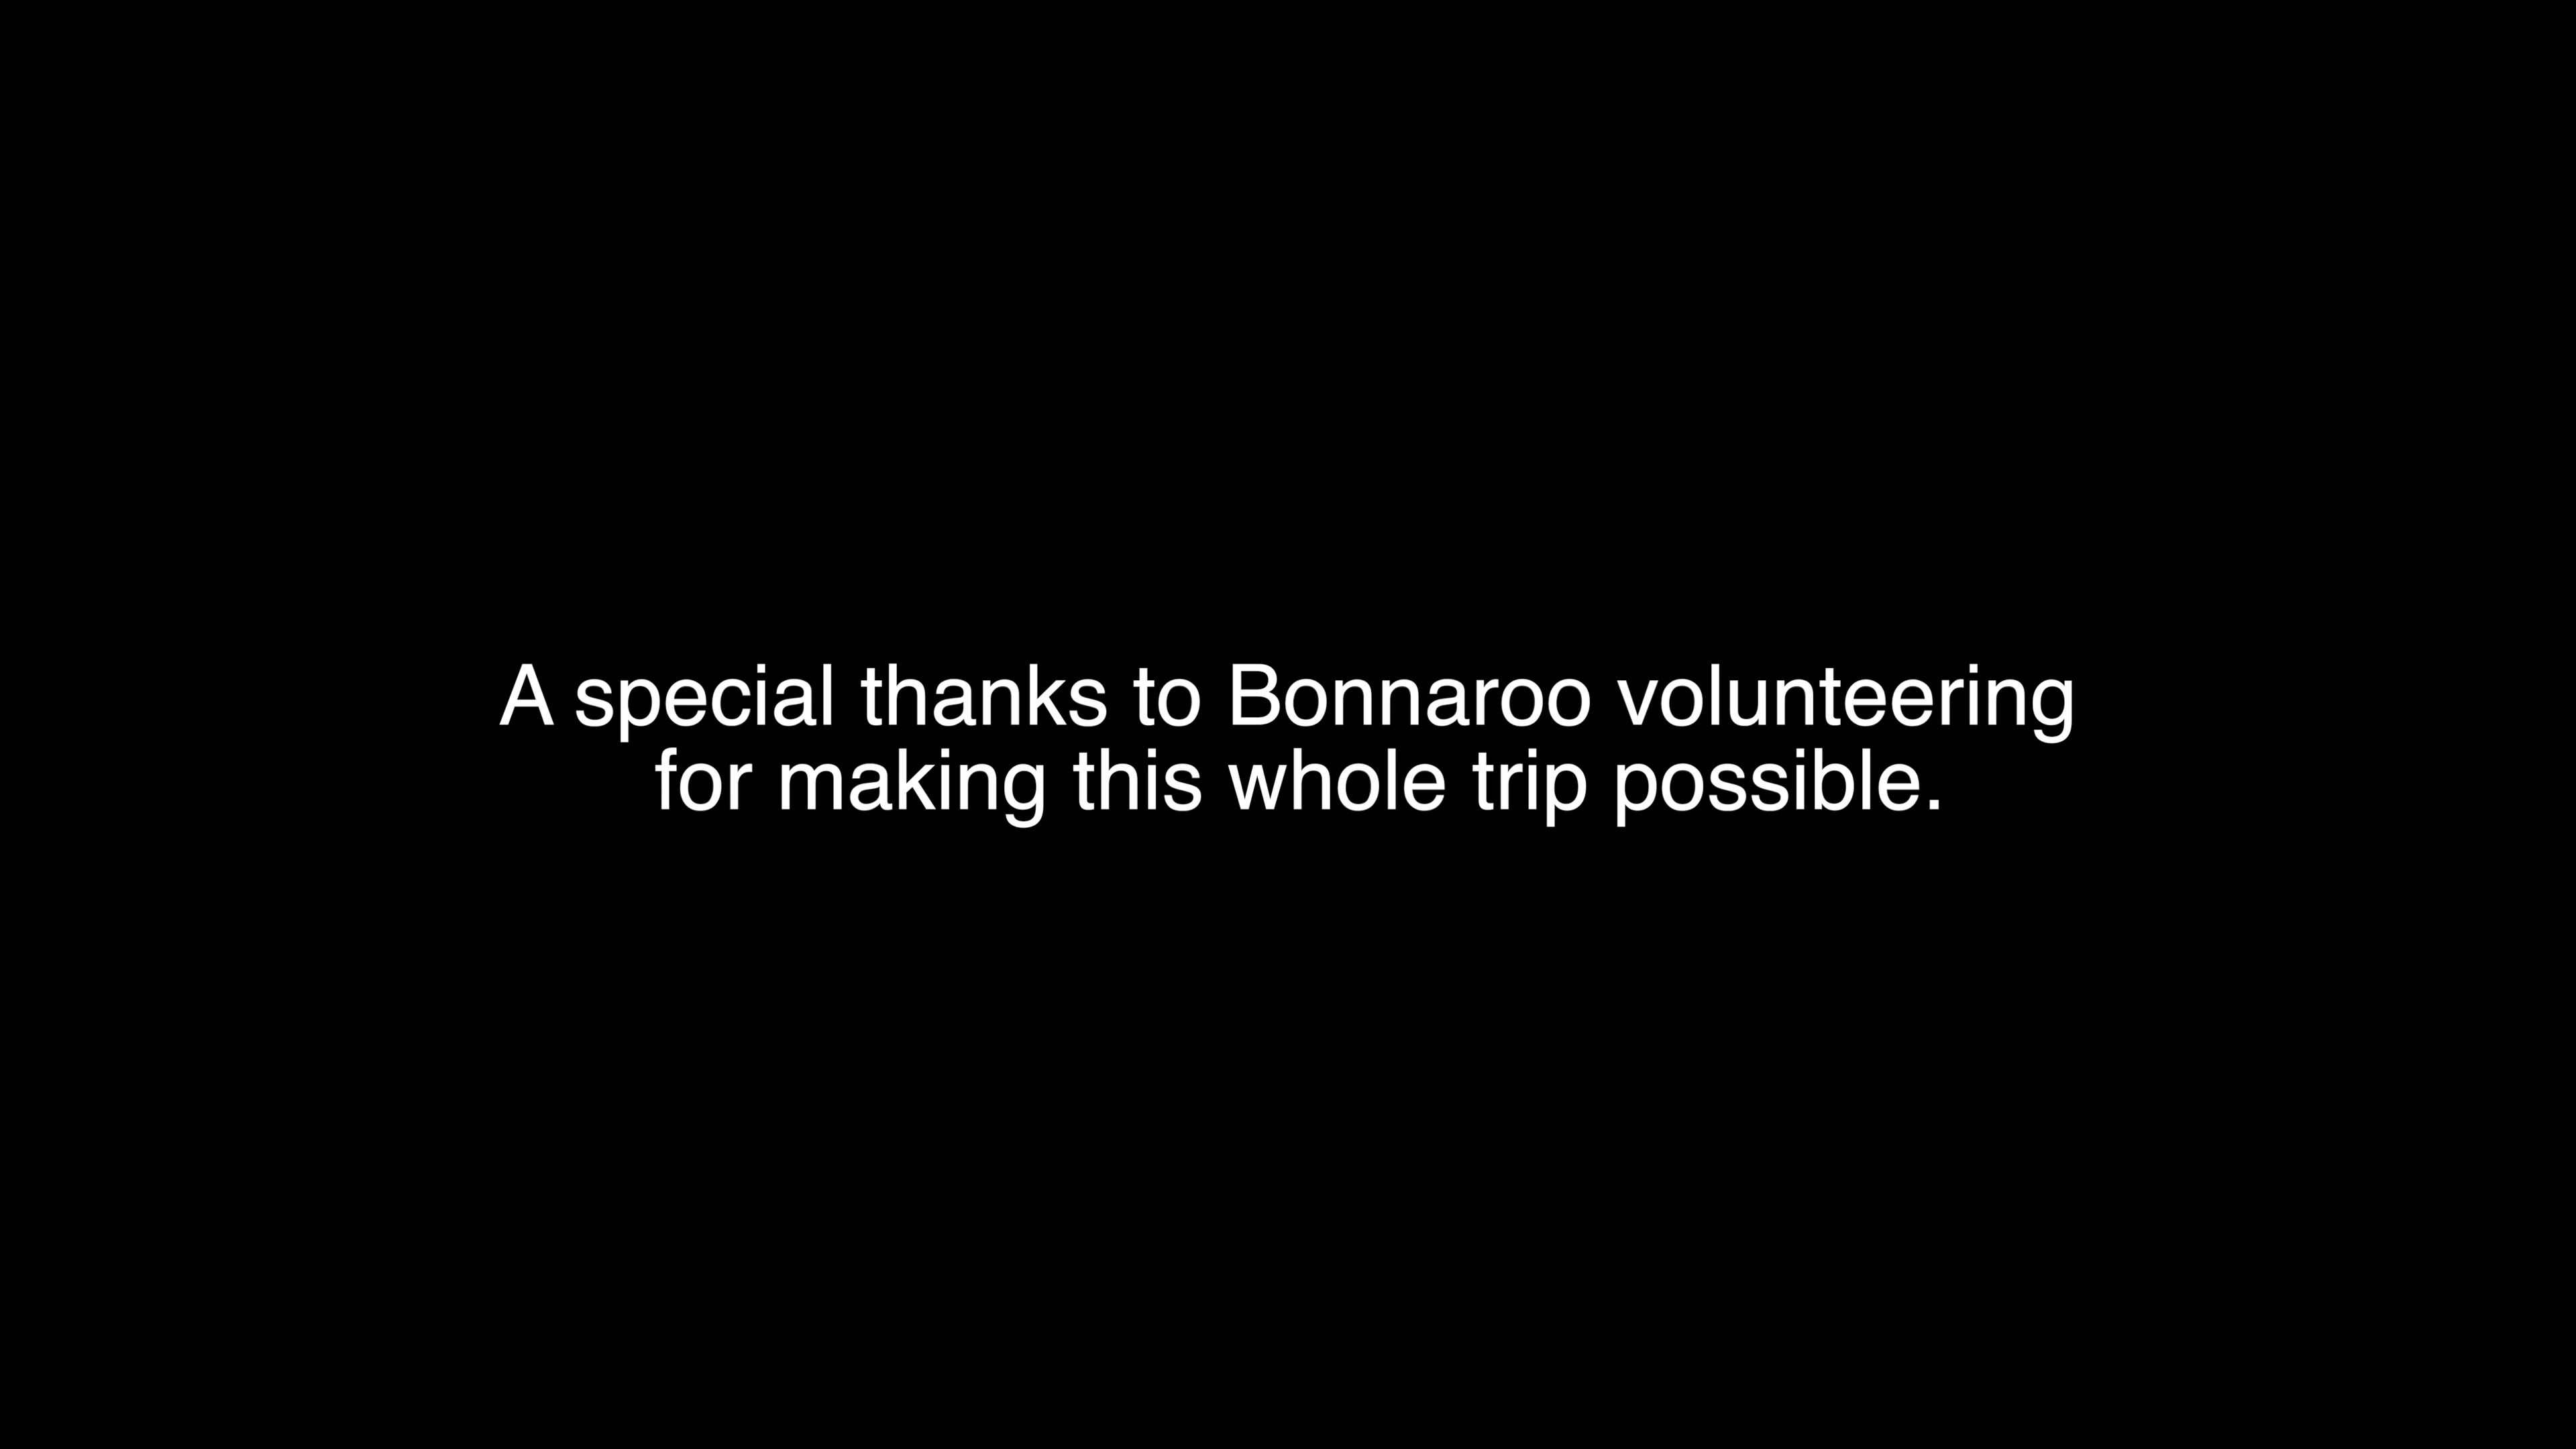 A special thanks to Bonnaroo volunteering
for making this whole trip possible.